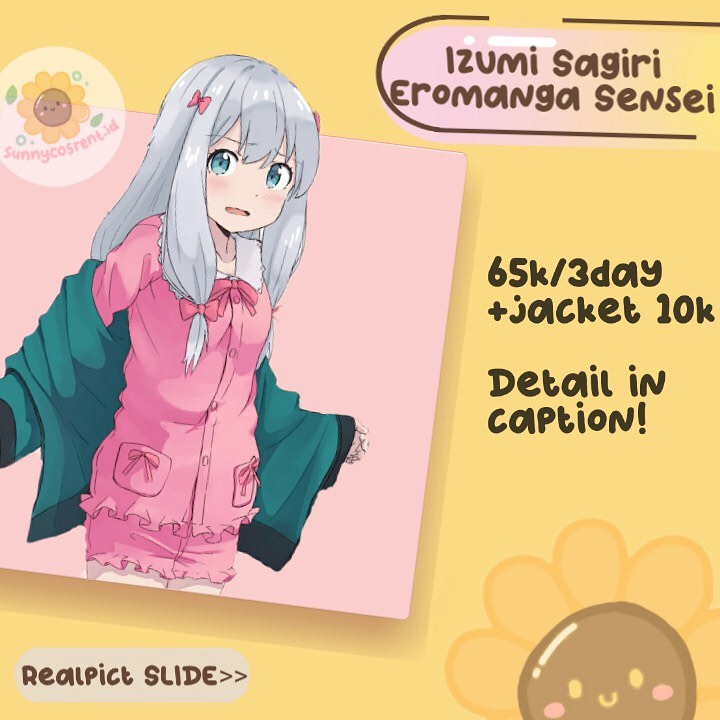 Izumi Sagiri
Eromanga Sensei
sunnycosrent.id
65k/3day
+jacket 10k
Detail in
caption!
RealPict SLIDE>>